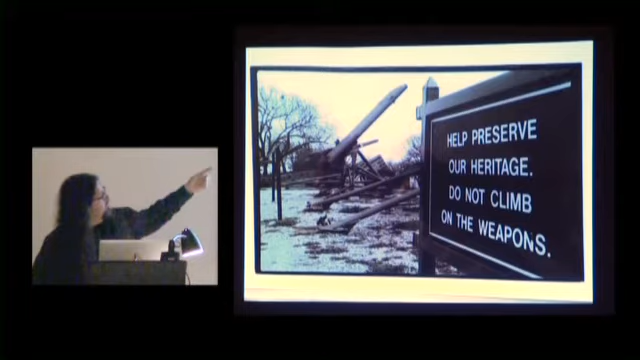 HELP PRESERVE
OUR HERITAGE.
DO NOT CLIMB
ON THE WEAPONS.